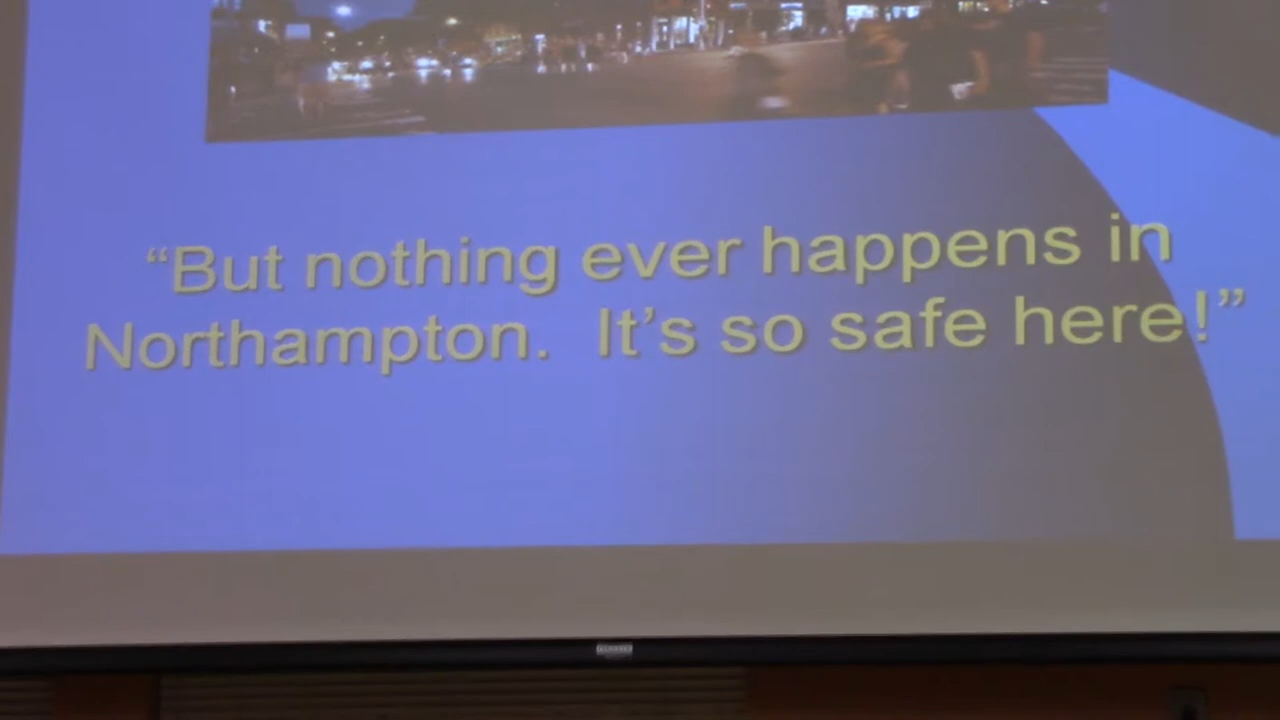 “But nothing ever happens in
Northampton.  It’s so safe here!”